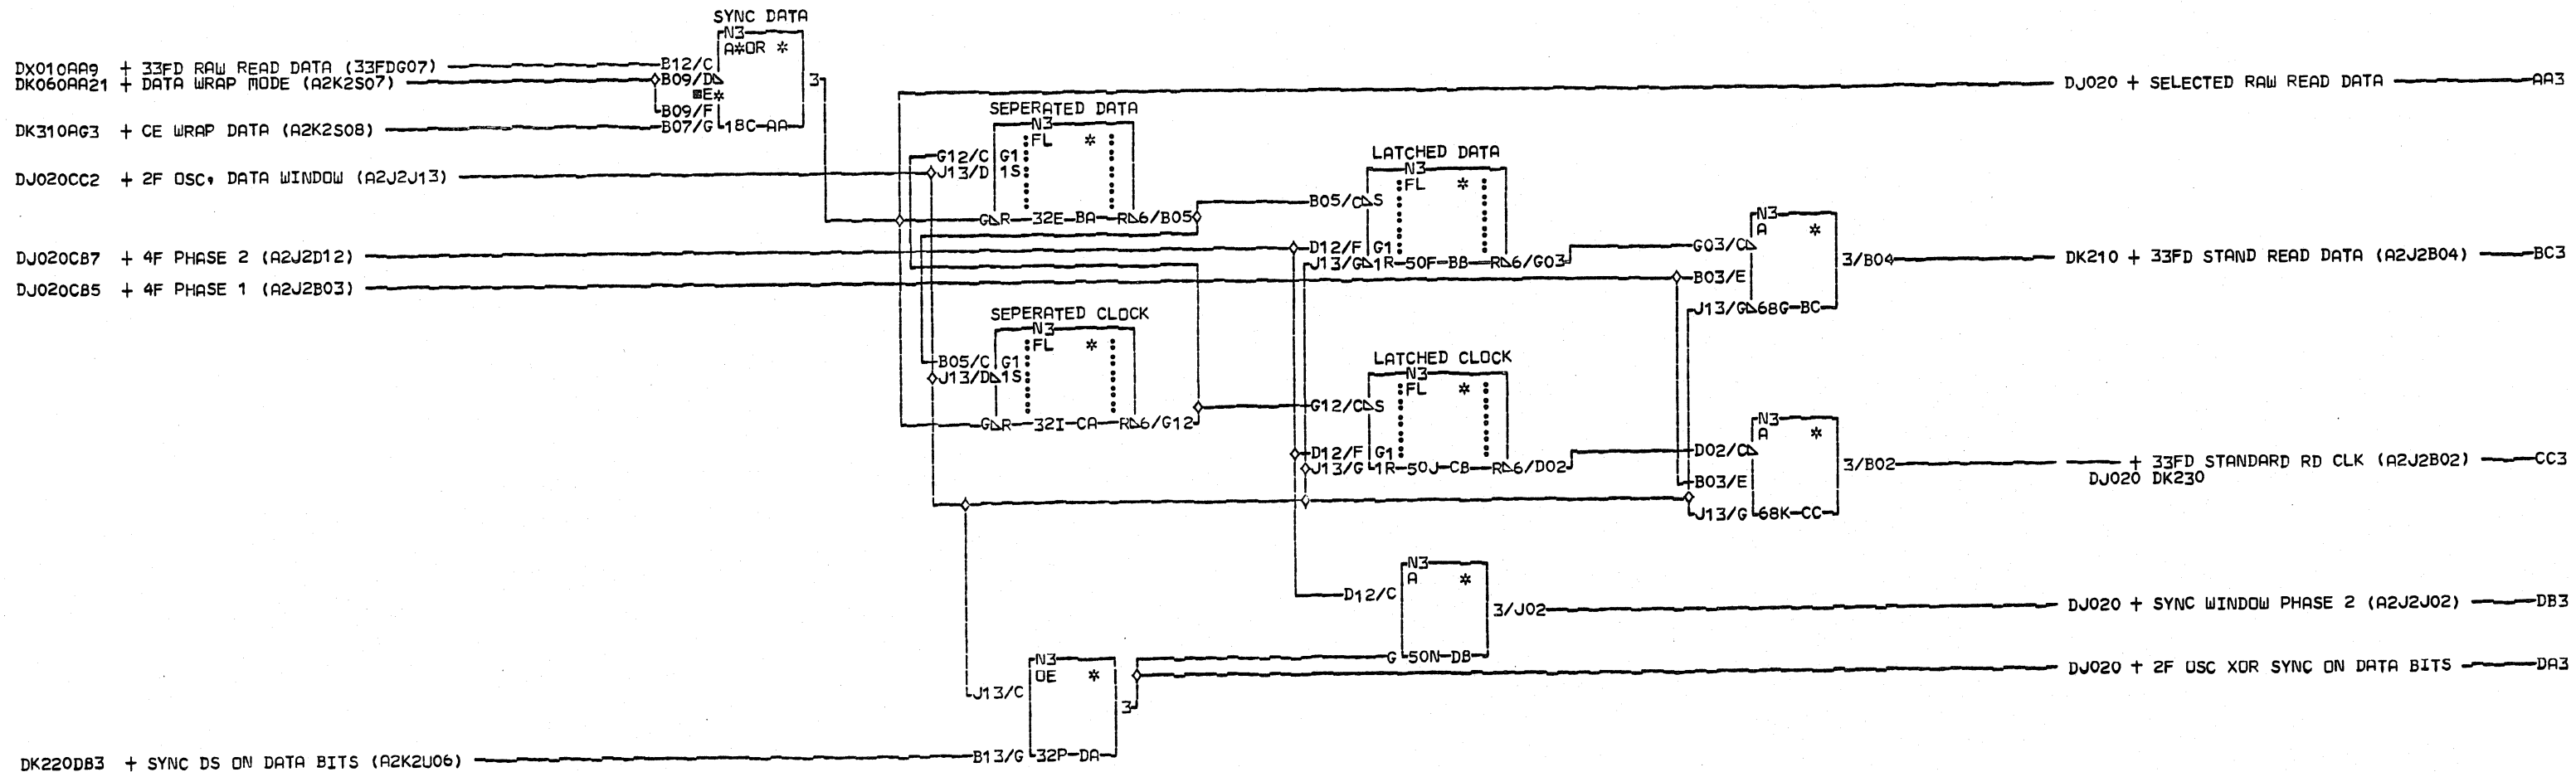 SYNC DATA
N3
A*OR *
DX010AA9 + 33FD RAW READ DATA (33FDG07) B12/C
DK060AA21 + DATA WRAP MODE (A2K2S07) B09/D 3
E*
B09/F
DK310AG3 + CE WRAP DATA (A2K2S08) B07/G 18C-AA
DJ020 + SELECTED RAW READ DATA AA3
SEPERATED DATA
N3
FL *
G12/C G1
DJ020CC2 + 2F OSC, DATA WINDOW (A2J2J13) J13/D 1S
G R 32E-BA R 6/B05
LATCHED DATA
N3
FL *
B05/C S
DJ020CB7 + 4F PHASE 2 (A2J2D12) D12/F G1
J13/G 1R-50F-BB-R 6/G03
N3
A *
G03/C
3/B04 DK210 + 33FD STAND READ DATA (A2J2B04) BC3
DJ020CB5 + 4F PHASE 1 (A2J2B03) B03/E
J13/G 68G-BC
SEPERATED CLOCK
N3
FL *
B05/C G1
J13/D 1S
G R 32I-CA R 6/G12
LATCHED CLOCK
N3
FL *
G12/C S
D12/F G1
J13/G 1R-50J-CB-R 6/D02
N3
A *
D02/C
3/B02 + 33FD STANDARD RD CLK (A2J2B02) CC3
DJ020 DK230
B03/E
J13/G 68K-CC
N3
A *
D12/C
3/J02 DJ020 + SYNC WINDOW PHASE 2 (A2J2J02) DB3
G 50N-DB
N3
OE *
J13/C
3
DJ020 + 2F OSC XOR SYNC ON DATA BITS DA3
DK220DB3 + SYNC DS ON DATA BITS (A2K2U06) B13/G 32P-DA